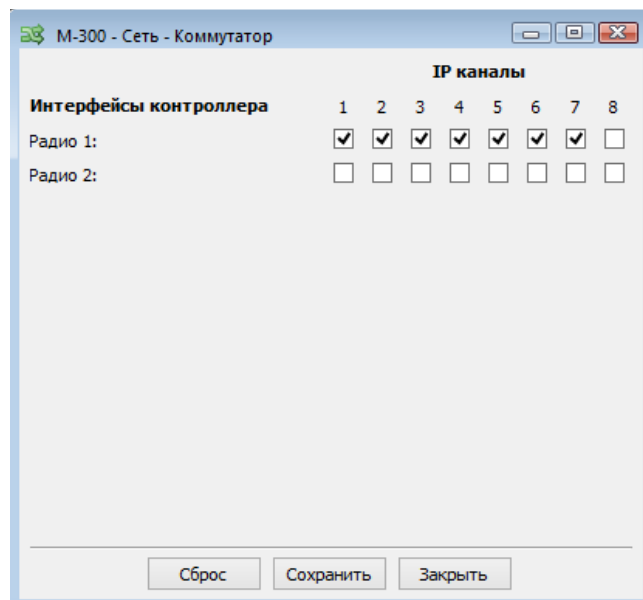 М-300 - Сеть - Коммутатор
IP каналы
Интерфейсы контроллера 1 2 3 4 5 6 7 8
Радио 1:
Радио 2:
Сброс Сохранить Закрыть